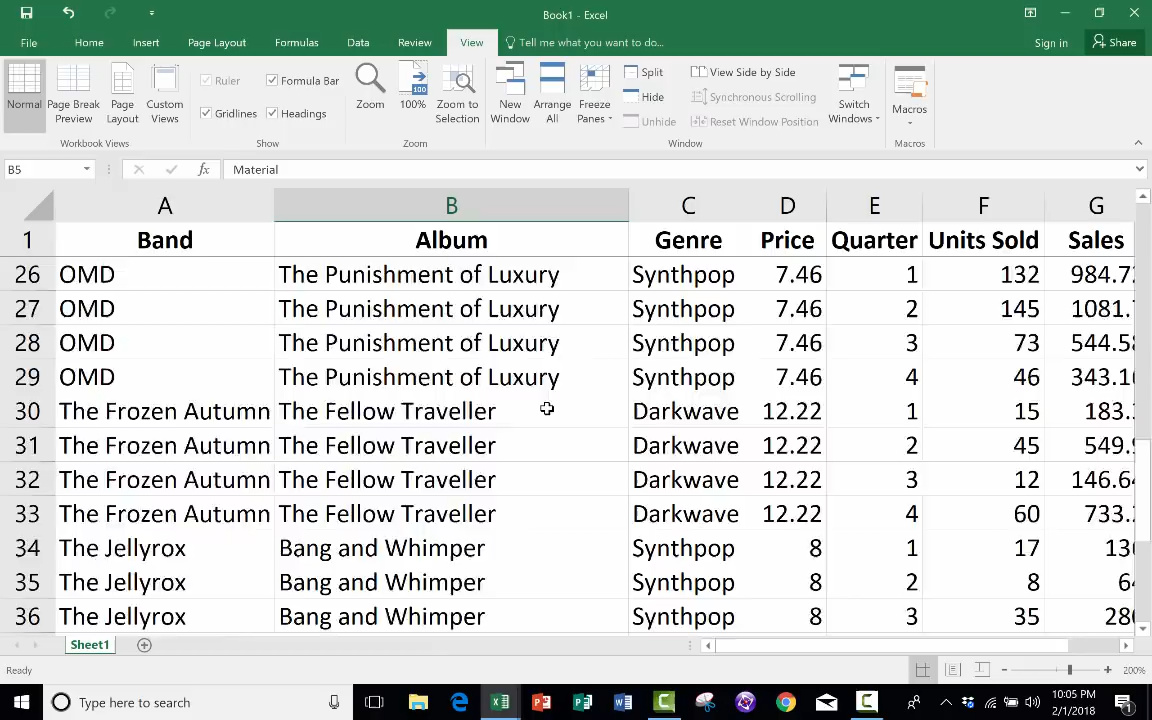 Book1 - Excel
File Home Insert Page Layout Formulas Data Review View Tell me what you want to do... Sign in Share
Normal Page Break Preview Page Layout Custom Views
Workbook Views
Ruler Formula Bar
Gridlines Headings
Show
Zoom 100% Zoom to Selection
Zoom
New Window Arrange All Freeze Panes
Split
Hide
Unhide
View Side by Side
Synchronous Scrolling
Reset Window Position
Window
Switch Windows
Macros
Macros
B5 fx Material
A B C D E F G
1 Band Album Genre Price Quarter Units Sold Sales
26 OMD The Punishment of Luxury Synthpop 7.46 1 132 984.72
27 OMD The Punishment of Luxury Synthpop 7.46 2 145 1081.7
28 OMD The Punishment of Luxury Synthpop 7.46 3 73 544.58
29 OMD The Punishment of Luxury Synthpop 7.46 4 46 343.16
30 The Frozen Autumn The Fellow Traveller Darkwave 12.22 1 15 183.3
31 The Frozen Autumn The Fellow Traveller Darkwave 12.22 2 45 549.9
32 The Frozen Autumn The Fellow Traveller Darkwave 12.22 3 12 146.64
33 The Frozen Autumn The Fellow Traveller Darkwave 12.22 4 60 733.2
34 The Jellyrox Bang and Whimper Synthpop 8 1 17 136
35 The Jellyrox Bang and Whimper Synthpop 8 2 8 64
36 The Jellyrox Bang and Whimper Synthpop 8 3 35 280
Sheet1
Ready 200%
Type here to search
10:05 PM
2/1/2018